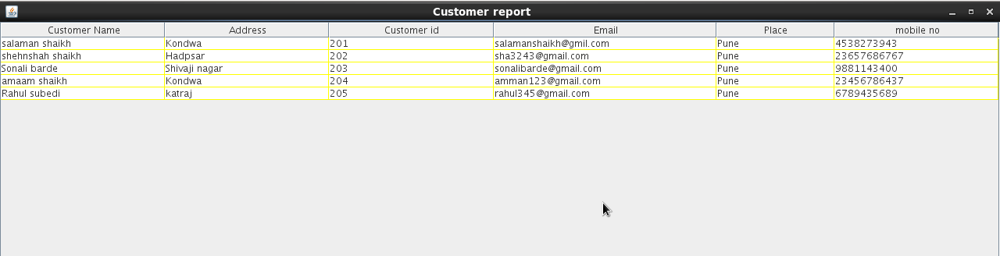 Customer report
Customer Name Address Customer id Email Place mobile no
salaman shaikh Kondwa 201 salamanshaikh@gmil.com Pune 4538273943
shehnshah shaikh Hadpsar 202 sha3243@gmail.com Pune 23657686767
Sonali barde Shivaji nagar 203 sonalibarde@gmail.com Pune 9881143400
amaam shaikh Kondwa 204 amman123@gmail.com Pune 23456786437
Rahul subedi katraj 205 rahul345@gmail.com Pune 6789435689